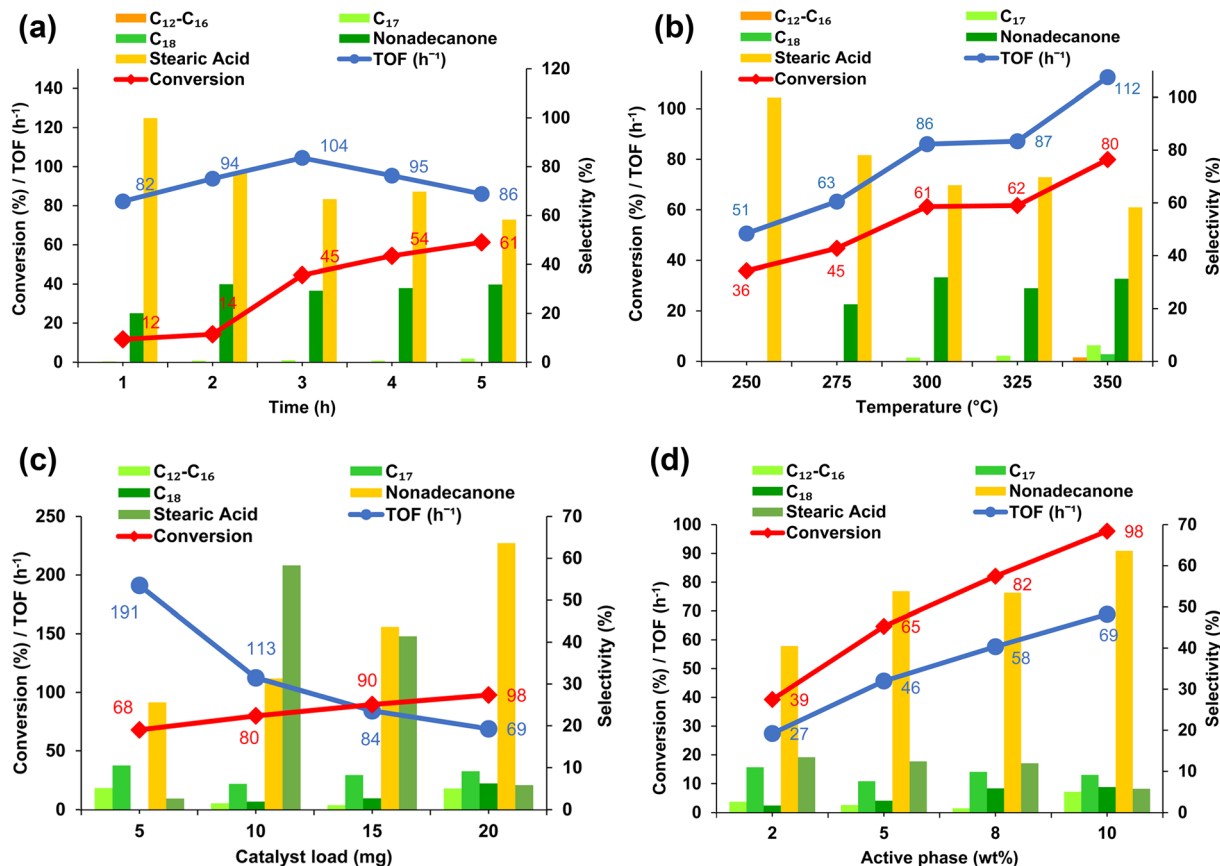 (a)
C₁₂-C₁₆ C₁₇
C₁₈ Nonadecanone
Stearic Acid TOF (h⁻¹)
Conversion
Conversion (%) / TOF (h⁻¹)
140
120
100
80
60
40
20
0
82 94 104 95 86
12 14 45 54 61
120
100
80
60
40
20
0
Selectivity (%)
1 2 3 4 5
Time (h)
(b)
C₁₂-C₁₆ C₁₇
C₁₈ Nonadecanone
Stearic Acid TOF (h⁻¹)
Conversion
Conversion (%) / TOF (h⁻¹)
100
80
60
40
20
0
51 63 86 87 112
36 45 61 62 80
100
80
60
40
20
0
Selectivity (%)
250 275 300 325 350
Temperature (°C)
(c)
C₁₂-C₁₆ C₁₇
C₁₈ Nonadecanone
Stearic Acid TOF (h⁻¹)
Conversion
Conversion (%) / TOF (h⁻¹)
250
200
150
100
50
0
191 113 84 69
68 80 90 98
70
60
50
40
30
20
10
0
Selectivity (%)
5 10 15 20
Catalyst load (mg)
(d)
C₁₂-C₁₆ C₁₇
C₁₈ Nonadecanone
Stearic Acid TOF (h⁻¹)
Conversion
Conversion (%) / TOF (h⁻¹)
100
90
80
70
60
50
40
30
20
10
0
39 65 82 98
27 46 58 69
70
60
50
40
30
20
10
0
Selectivity (%)
2 5 8 10
Active phase (wt%)